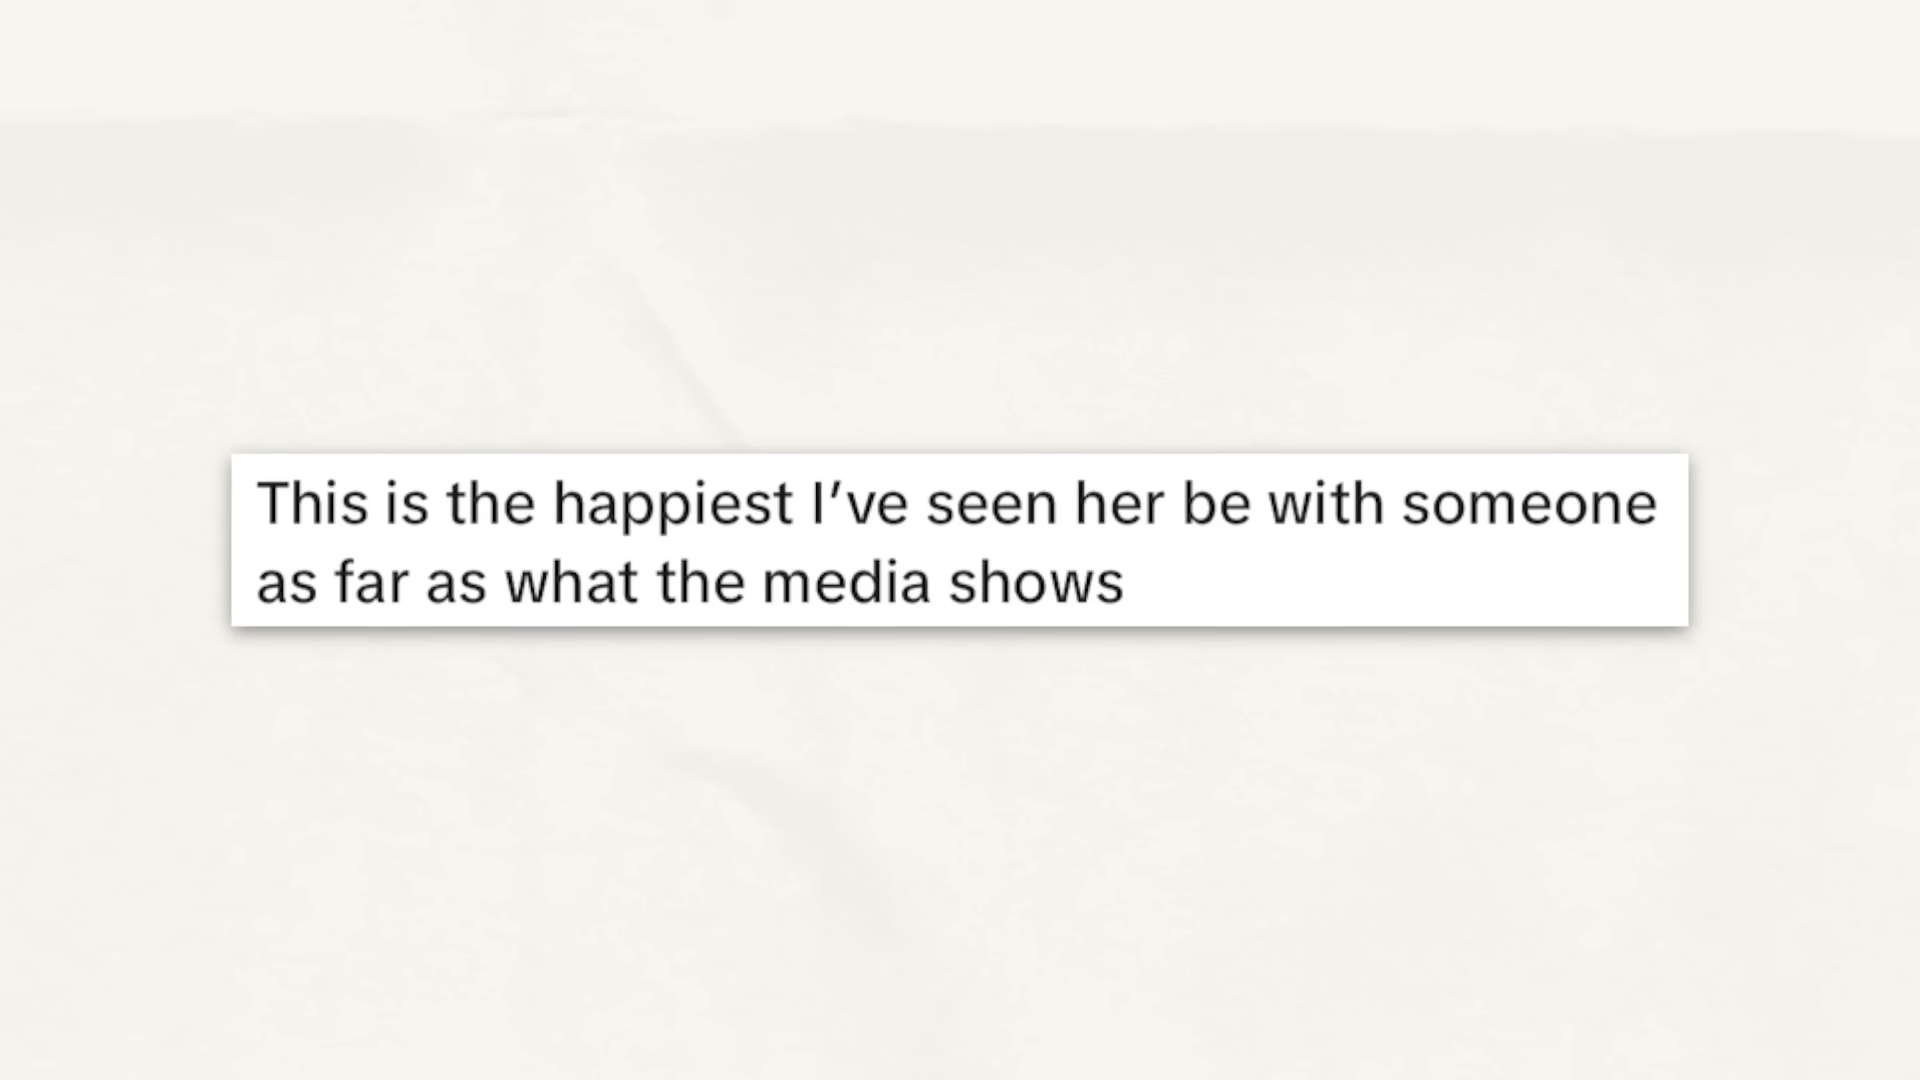 This is the happiest I’ve seen her be with someone
as far as what the media shows